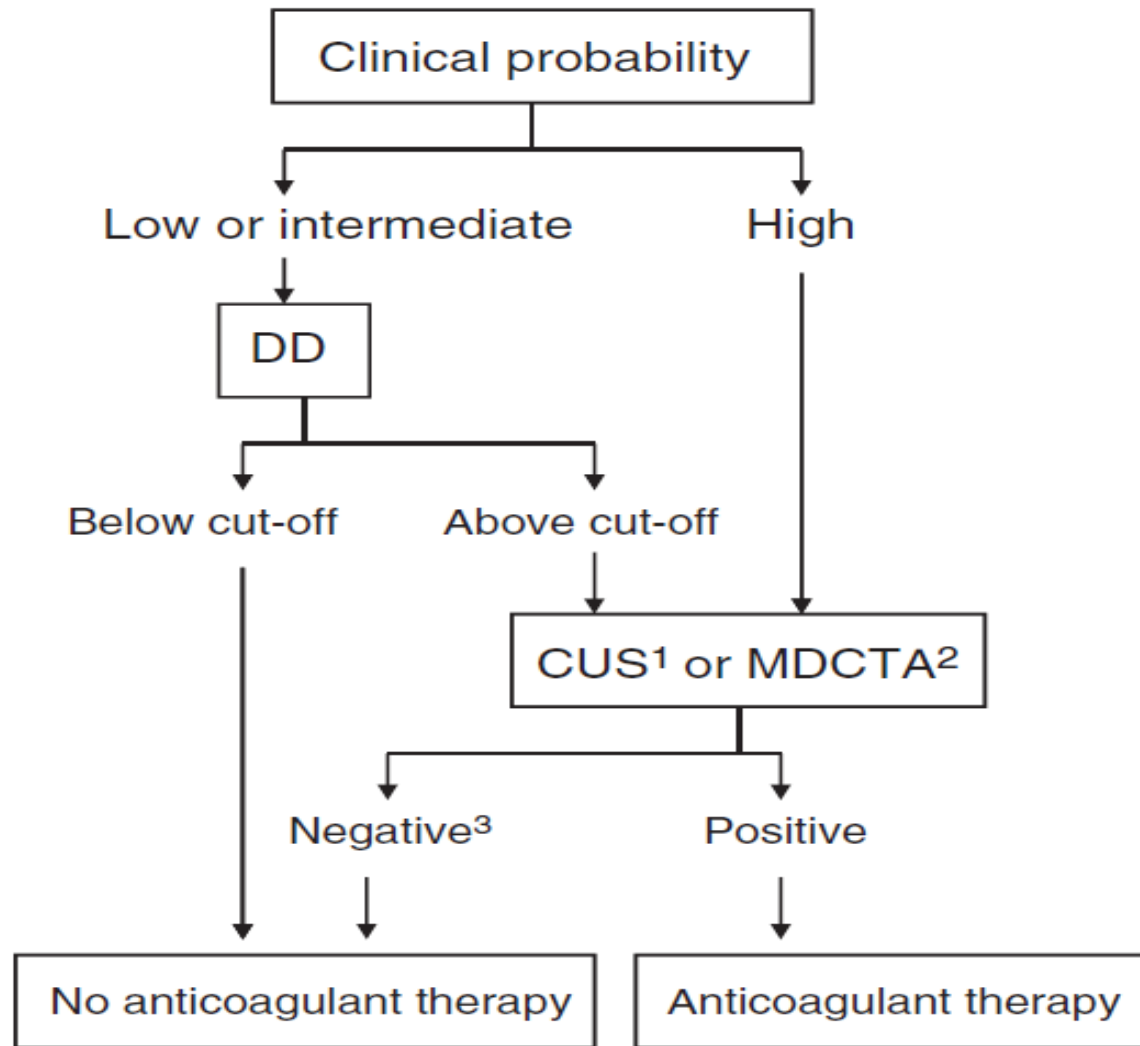 Clinical probability
Low or intermediate
High
DD
Below cut-off
Above cut-off
CUS¹ or MDCTA²
Negative³
Positive
No anticoagulant therapy
Anticoagulant therapy